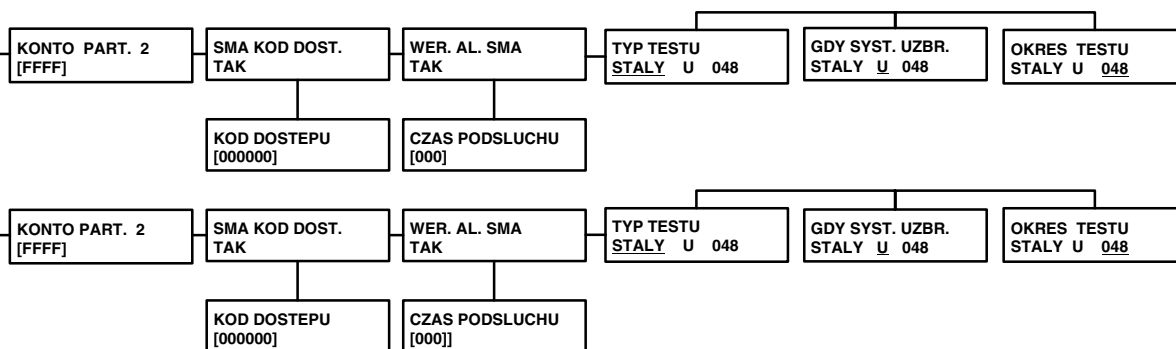 KONTO PART. 2
[FFFF]
SMA KOD DOST.
TAK
WER. AL. SMA
TAK
TYP TESTU
STALY U 048
GDY SYST. UZBR.
STALY U 048
OKRES TESTU
STALY U 048
KOD DOSTEPU
[000000]
CZAS PODSLUCHU
[000]
KONTO PART. 2
[FFFF]
SMA KOD DOST.
TAK
WER. AL. SMA
TAK
TYP TESTU
STALY U 048
GDY SYST. UZBR.
STALY U 048
OKRES TESTU
STALY U 048
KOD DOSTEPU
[000000]
CZAS PODSLUCHU
[000]]